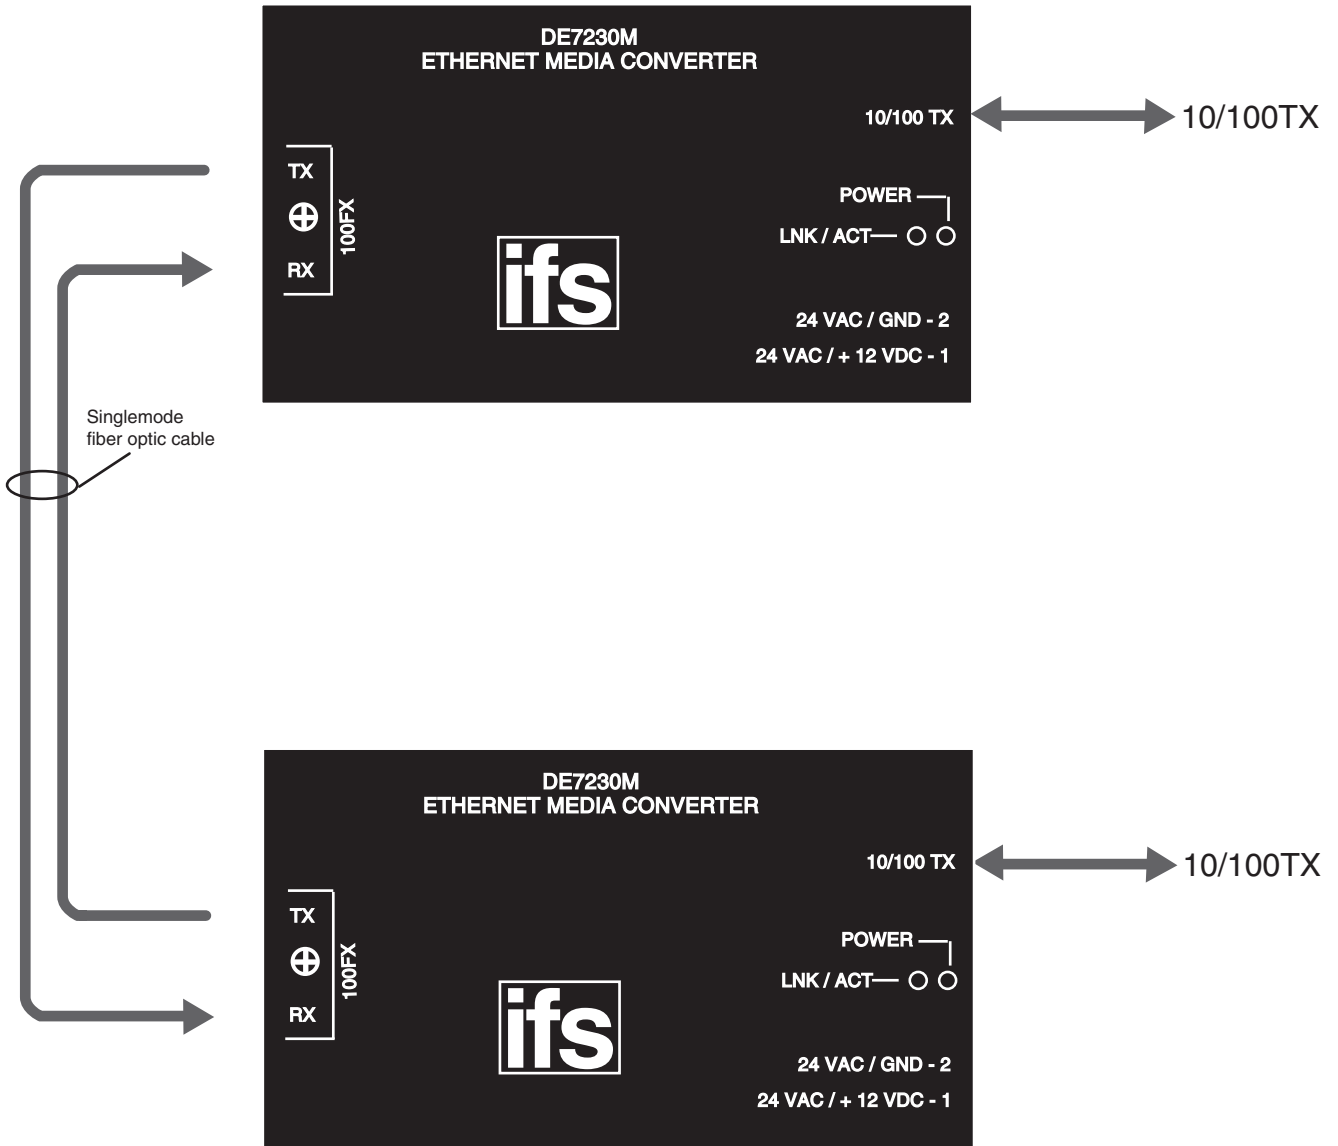 DE7230M
ETHERNET MEDIA CONVERTER
10/100 TX
10/100TX
TX
100FX
RX
POWER
LNK / ACT
ifs
24 VAC / GND - 2
24 VAC / + 12 VDC - 1
Singlemode
fiber optic cable
DE7230M
ETHERNET MEDIA CONVERTER
10/100 TX
10/100TX
TX
100FX
RX
POWER
LNK / ACT
ifs
24 VAC / GND - 2
24 VAC / + 12 VDC - 1